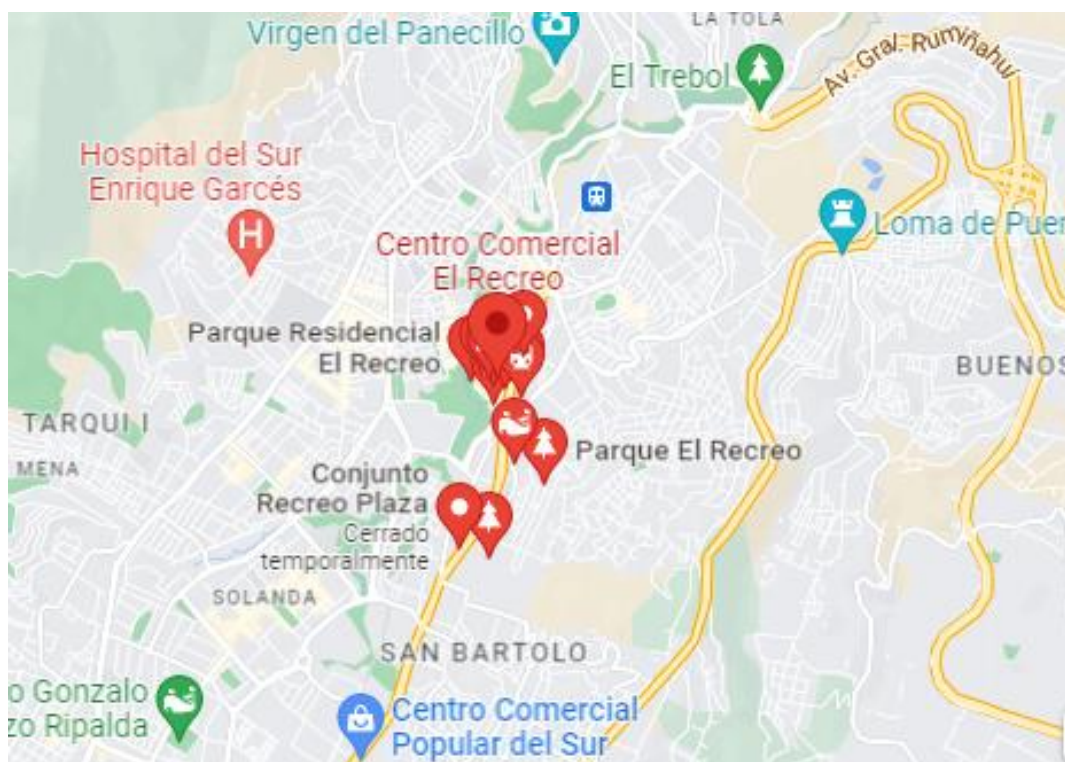 LA TOLA
Virgen del Panecillo
El Trebol
Av. Gral. Rumiñahui
Hospital del Sur
Enrique Garcés
H
Loma de Puen
Centro Comercial
El Recreo
Parque Residencial
El Recreo
BUENOS
TARQUI I
MENA
Parque El Recreo
Conjunto
Recreo Plaza
Cerrado
temporalmente
SOLANDA
SAN BARTOLO
o Gonzalo
zo Ripalda
Centro Comercial
Popular del Sur